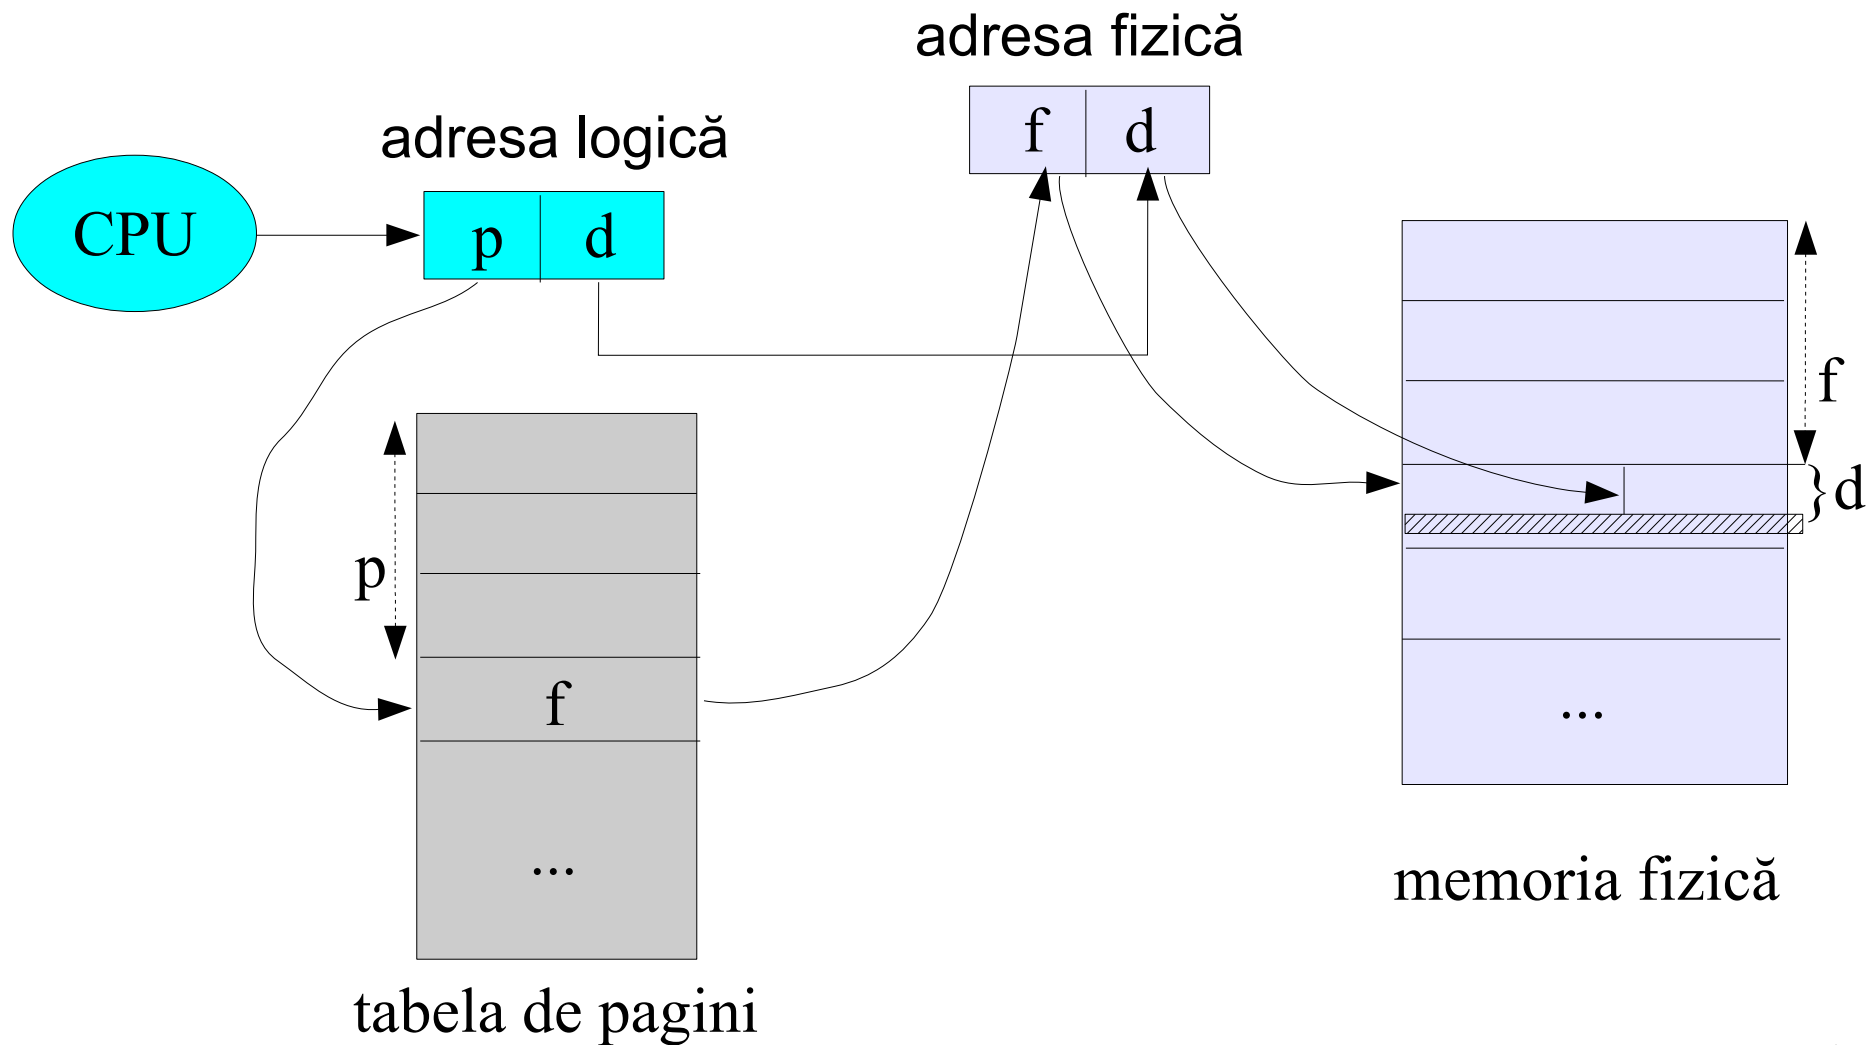 adresa fizică
f d
adresa logică
CPU
p d
f
} d
p
f
...
...
memoria fizică
tabela de pagini